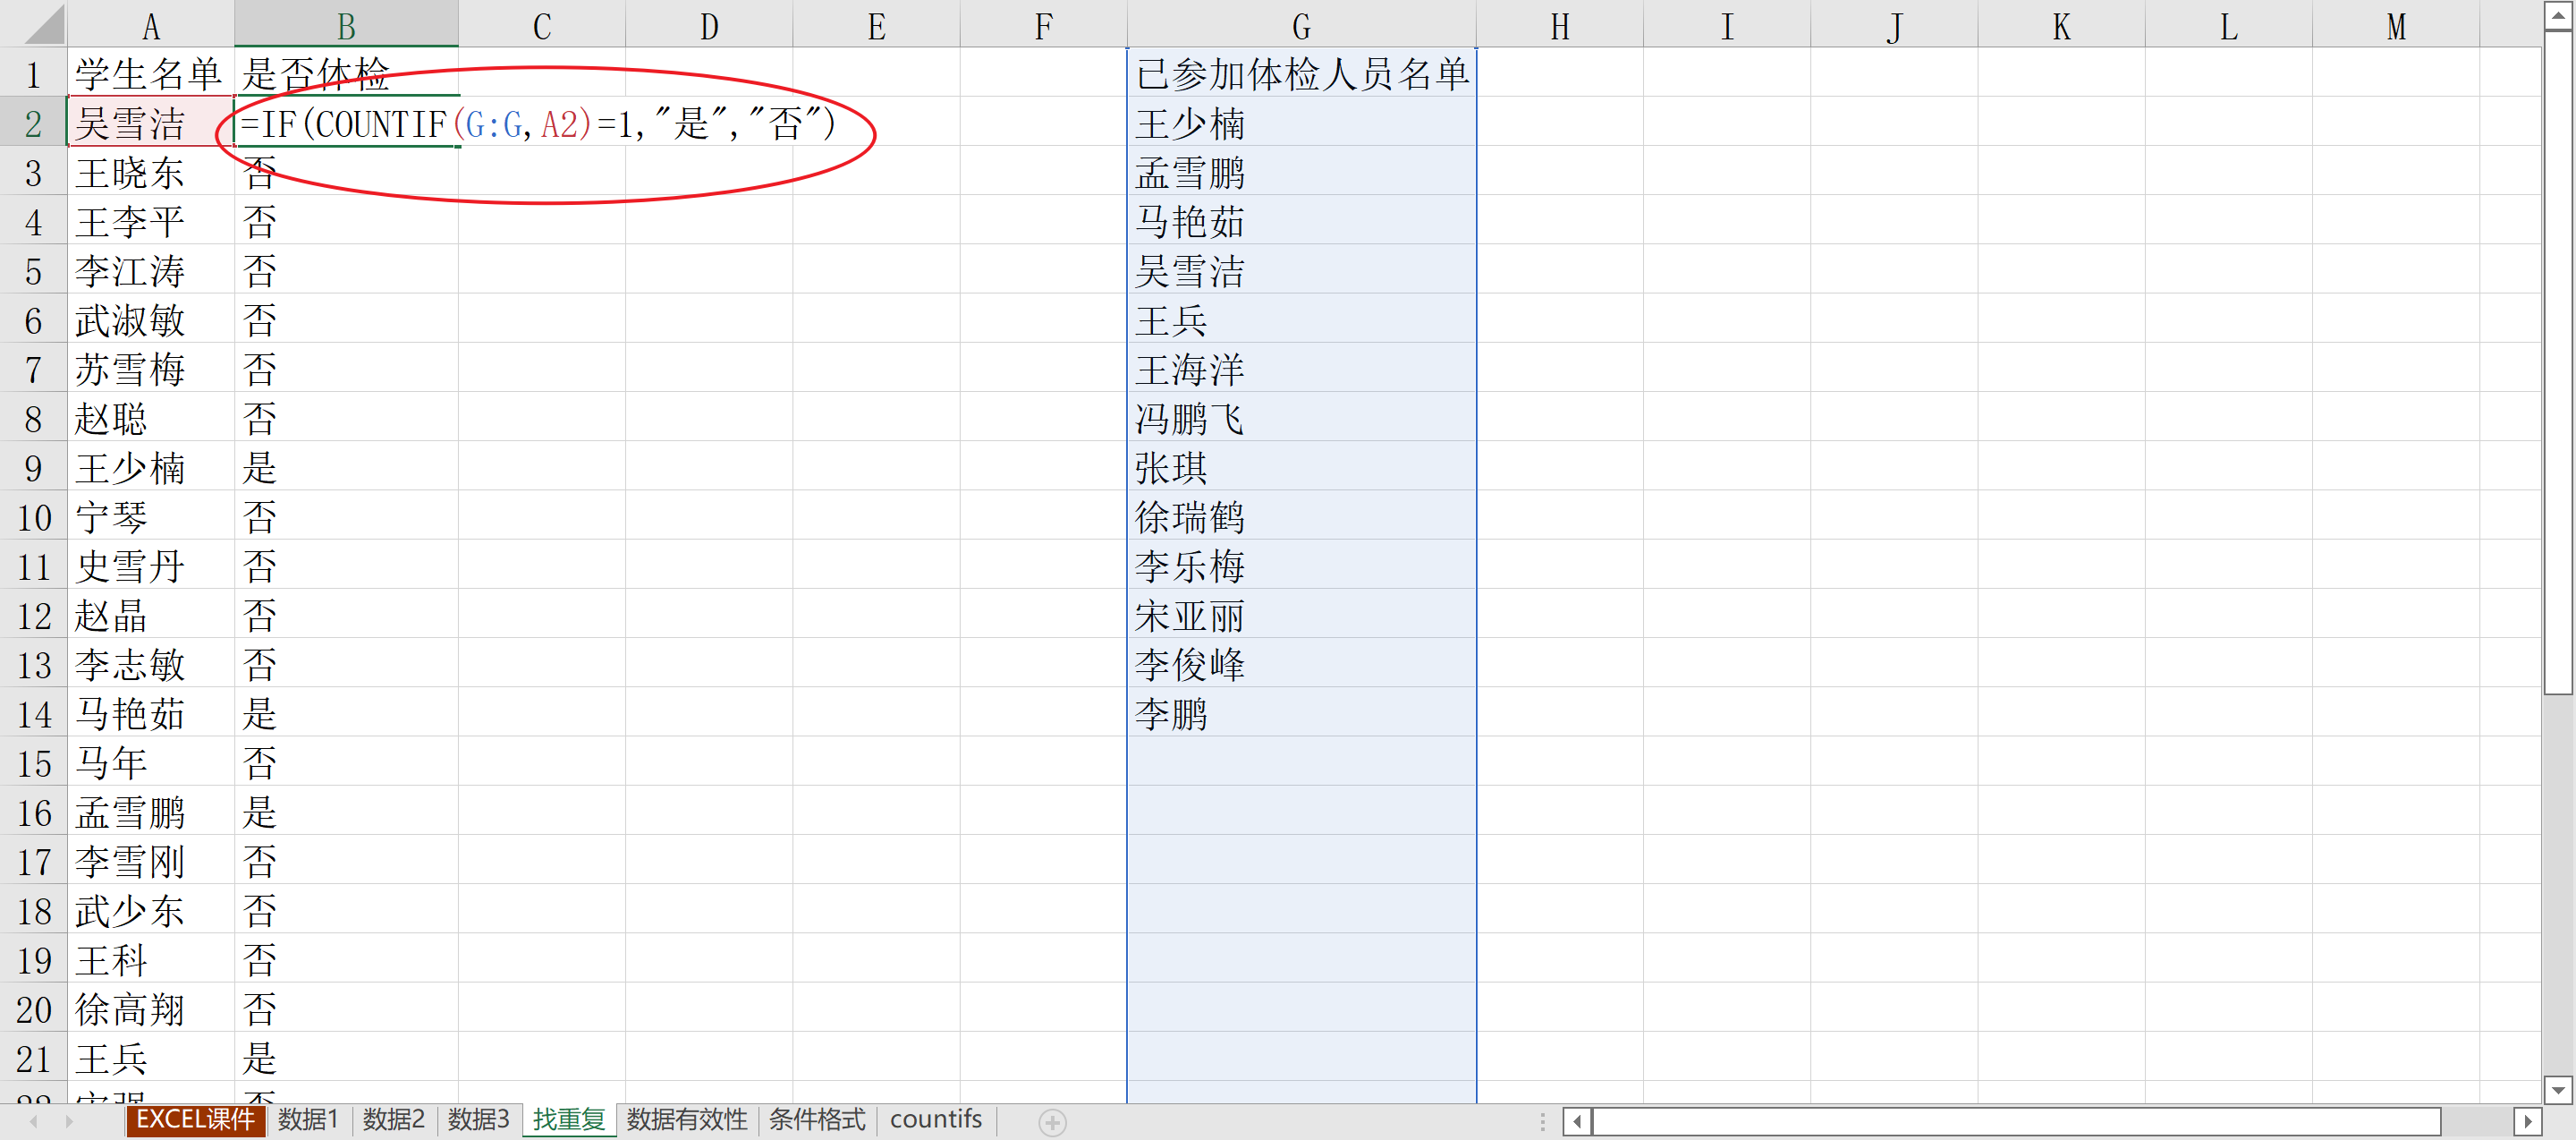 A B C D E F G H I J K L M
1 学生名单 是否体检 已参加体检人员名单
2 吴雪洁 =IF(COUNTIF(G:G,A2)=1,"是","否") 王少楠
3 王晓东 否 孟雪鹏
4 王李平 否 马艳茹
5 李江涛 否 吴雪洁
6 武淑敏 否 王兵
7 苏雪梅 否 王海洋
8 赵聪 否 冯鹏飞
9 王少楠 是 张琪
10 宁琴 否 徐瑞鹤
11 史雪丹 否 李乐梅
12 赵晶 否 宋亚丽
13 李志敏 否 李俊峰
14 马艳茹 是 李鹏
15 马年 否
16 孟雪鹏 是
17 李雪刚 否
18 武少东 否
19 王科 否
20 徐高翔 否
21 王兵 是
EXCEL课件 数据1 数据2 数据3 找重复 数据有效性 条件格式 countifs